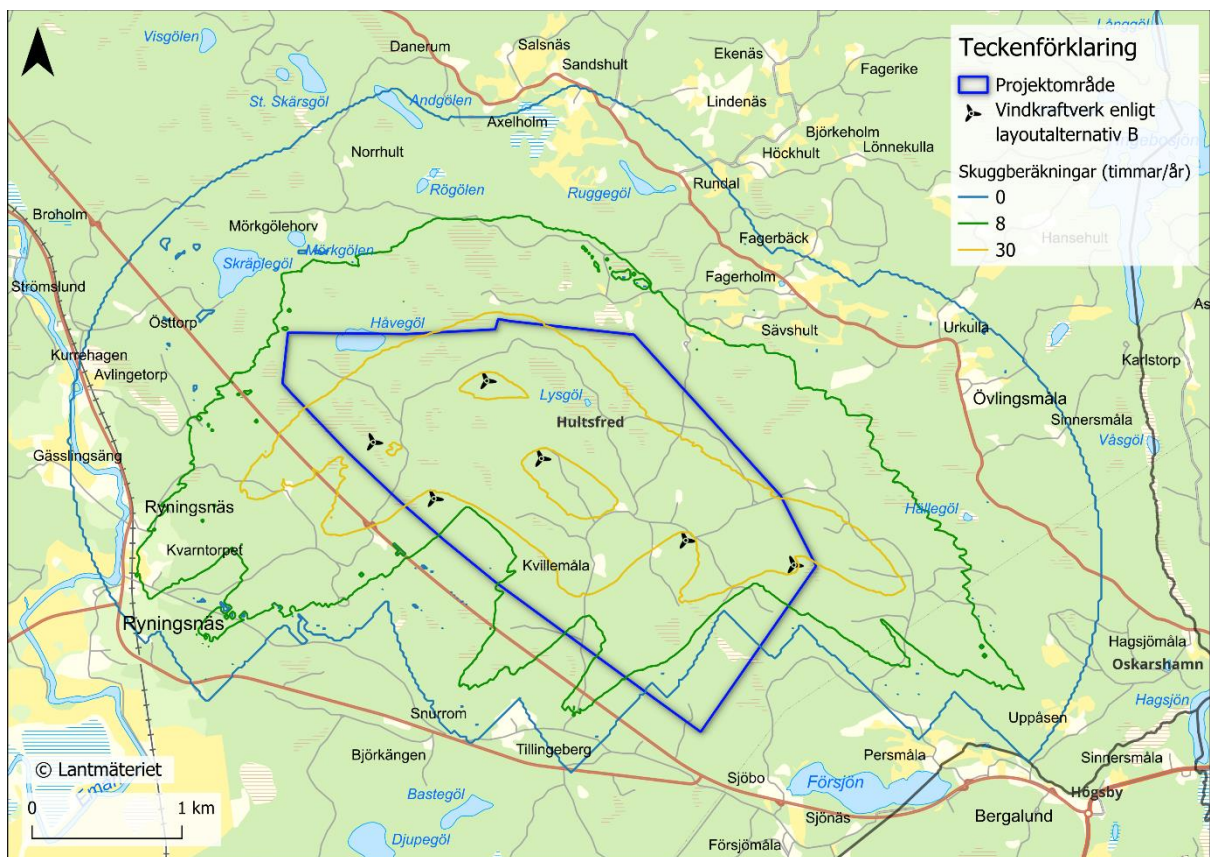 Visgölen
Danerum
Salsnäs
Sandshult
Ekenäs
Fagerike
Långgöl
St. Skärsgöl
Andgölen
Lindenäs
Axelholm
Björkeholm
Lönnekulla
Norrhult
Höckhult
Rögölen
Ruggegöl
Rundal
Broholm
Mörkgölehorv
Mörkgölen
Fagerbäck
Hansehult
Skräplegöl
Strömslund
Fagerholm
Östtorp
Håvegöl
Sävshult
Urkulla
Kurrehagen
Avlingetorp
Karlstorp
Lysgöl
Övlingsmåla
Hultsfred
Sinnersmåla
Våsgöl
Gässlingsäng
Ryningsnäs
Hällegöl
Kvarntorpet
Kvillemåla
Ryningsnäs
Hagsjömåla
Oskarshamn
Hagsjön
Snurrom
Uppåsen
Björkängen
Tillingeberg
Persmåla
Sinnersmåla
Sjöbo
Försjön
Högsby
Bastegöl
Sjönäs
Bergalund
Djupegöl
Försjömåla
Teckenförklaring
Projektområde
Vindkraftverk enligt
layoutalternativ B
Skuggberäkningar (timmar/år)
0
8
30
© Lantmäteriet
0 1 km